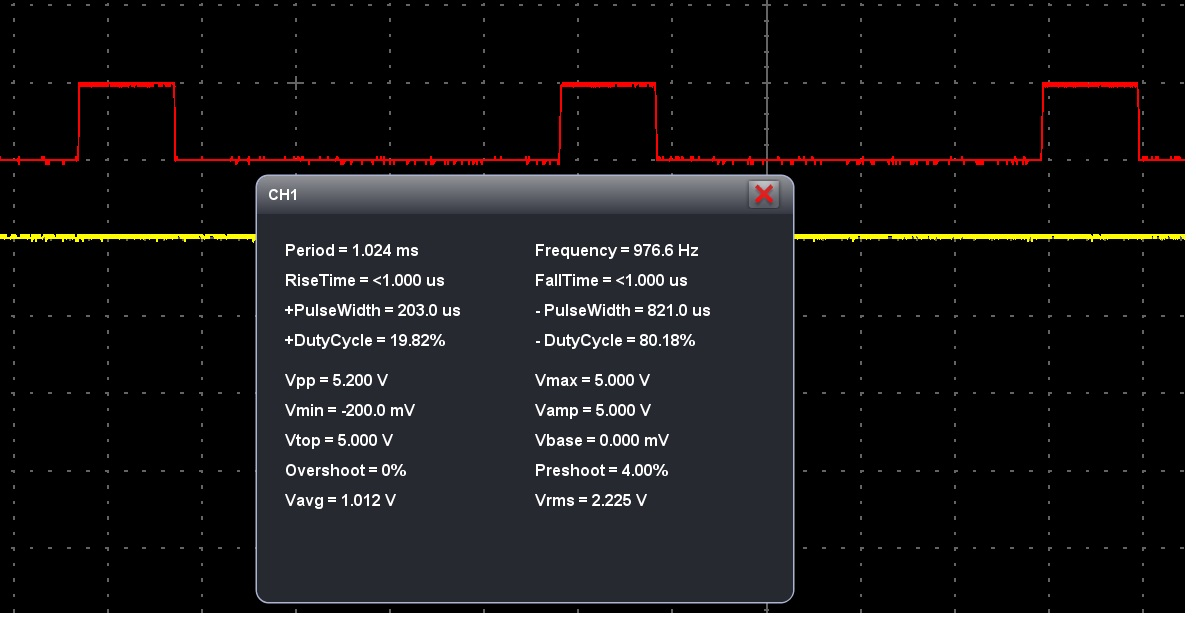 CH1
Period = 1.024 ms Frequency = 976.6 Hz
RiseTime = <1.000 us FallTime = <1.000 us
+PulseWidth = 203.0 us - PulseWidth = 821.0 us
+DutyCycle = 19.82% - DutyCycle = 80.18%
Vpp = 5.200 V Vmax = 5.000 V
Vmin = -200.0 mV Vamp = 5.000 V
Vtop = 5.000 V Vbase = 0.000 mV
Overshoot = 0% Preshoot = 4.00%
Vavg = 1.012 V Vrms = 2.225 V